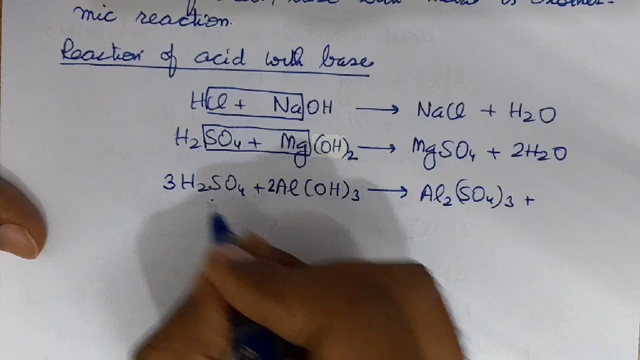 mic reaction.
Reaction of acid with base
HCl + NaOH → NaCl + H₂O
H₂SO₄ + Mg(OH)₂ → MgSO₄ + 2H₂O
3H₂SO₄ + 2Al(OH)₃ → Al₂(SO₄)₃ +